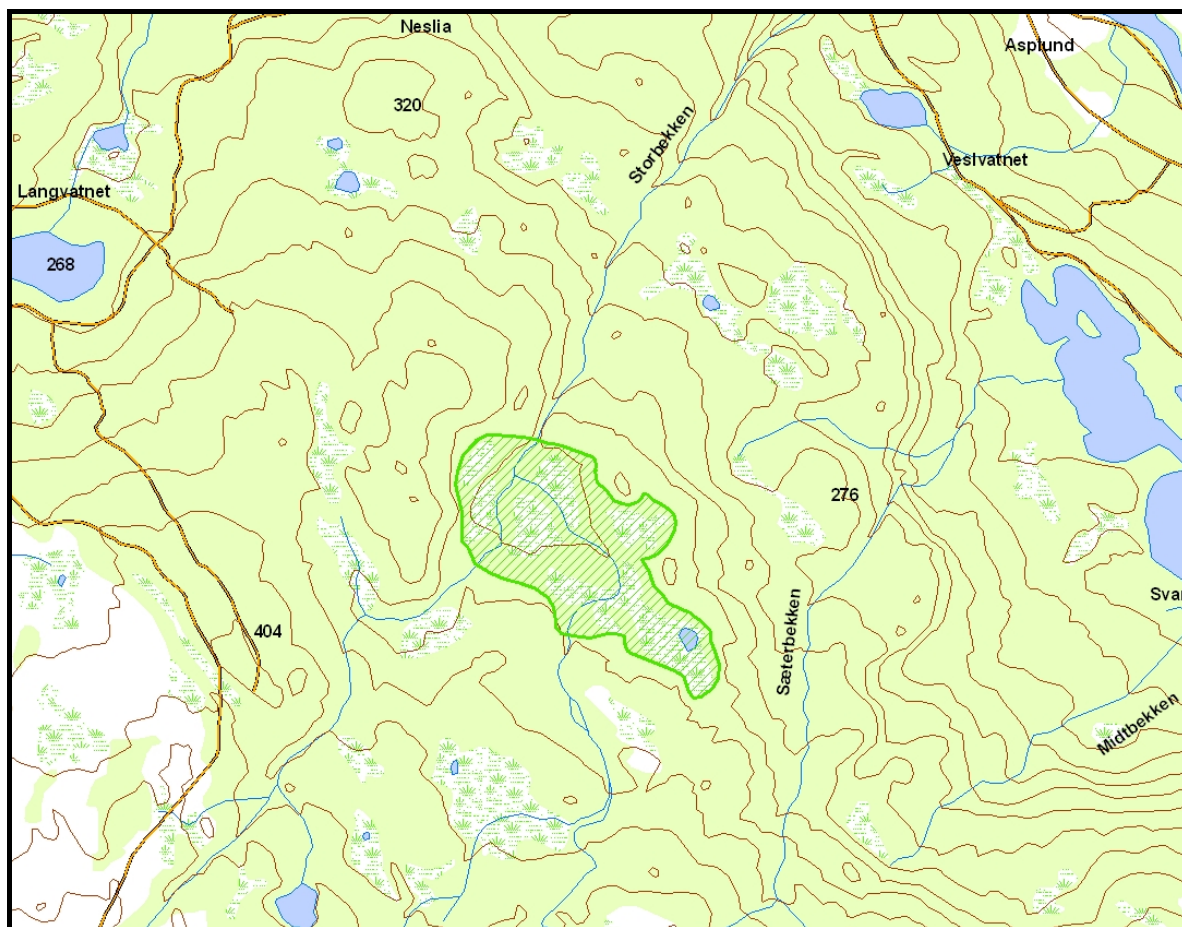 Neslia
Asplund
320
Storbekken
Veslvatnet
Langvatnet
268
276
Svar
404
Sæterbekken
Midtbekken